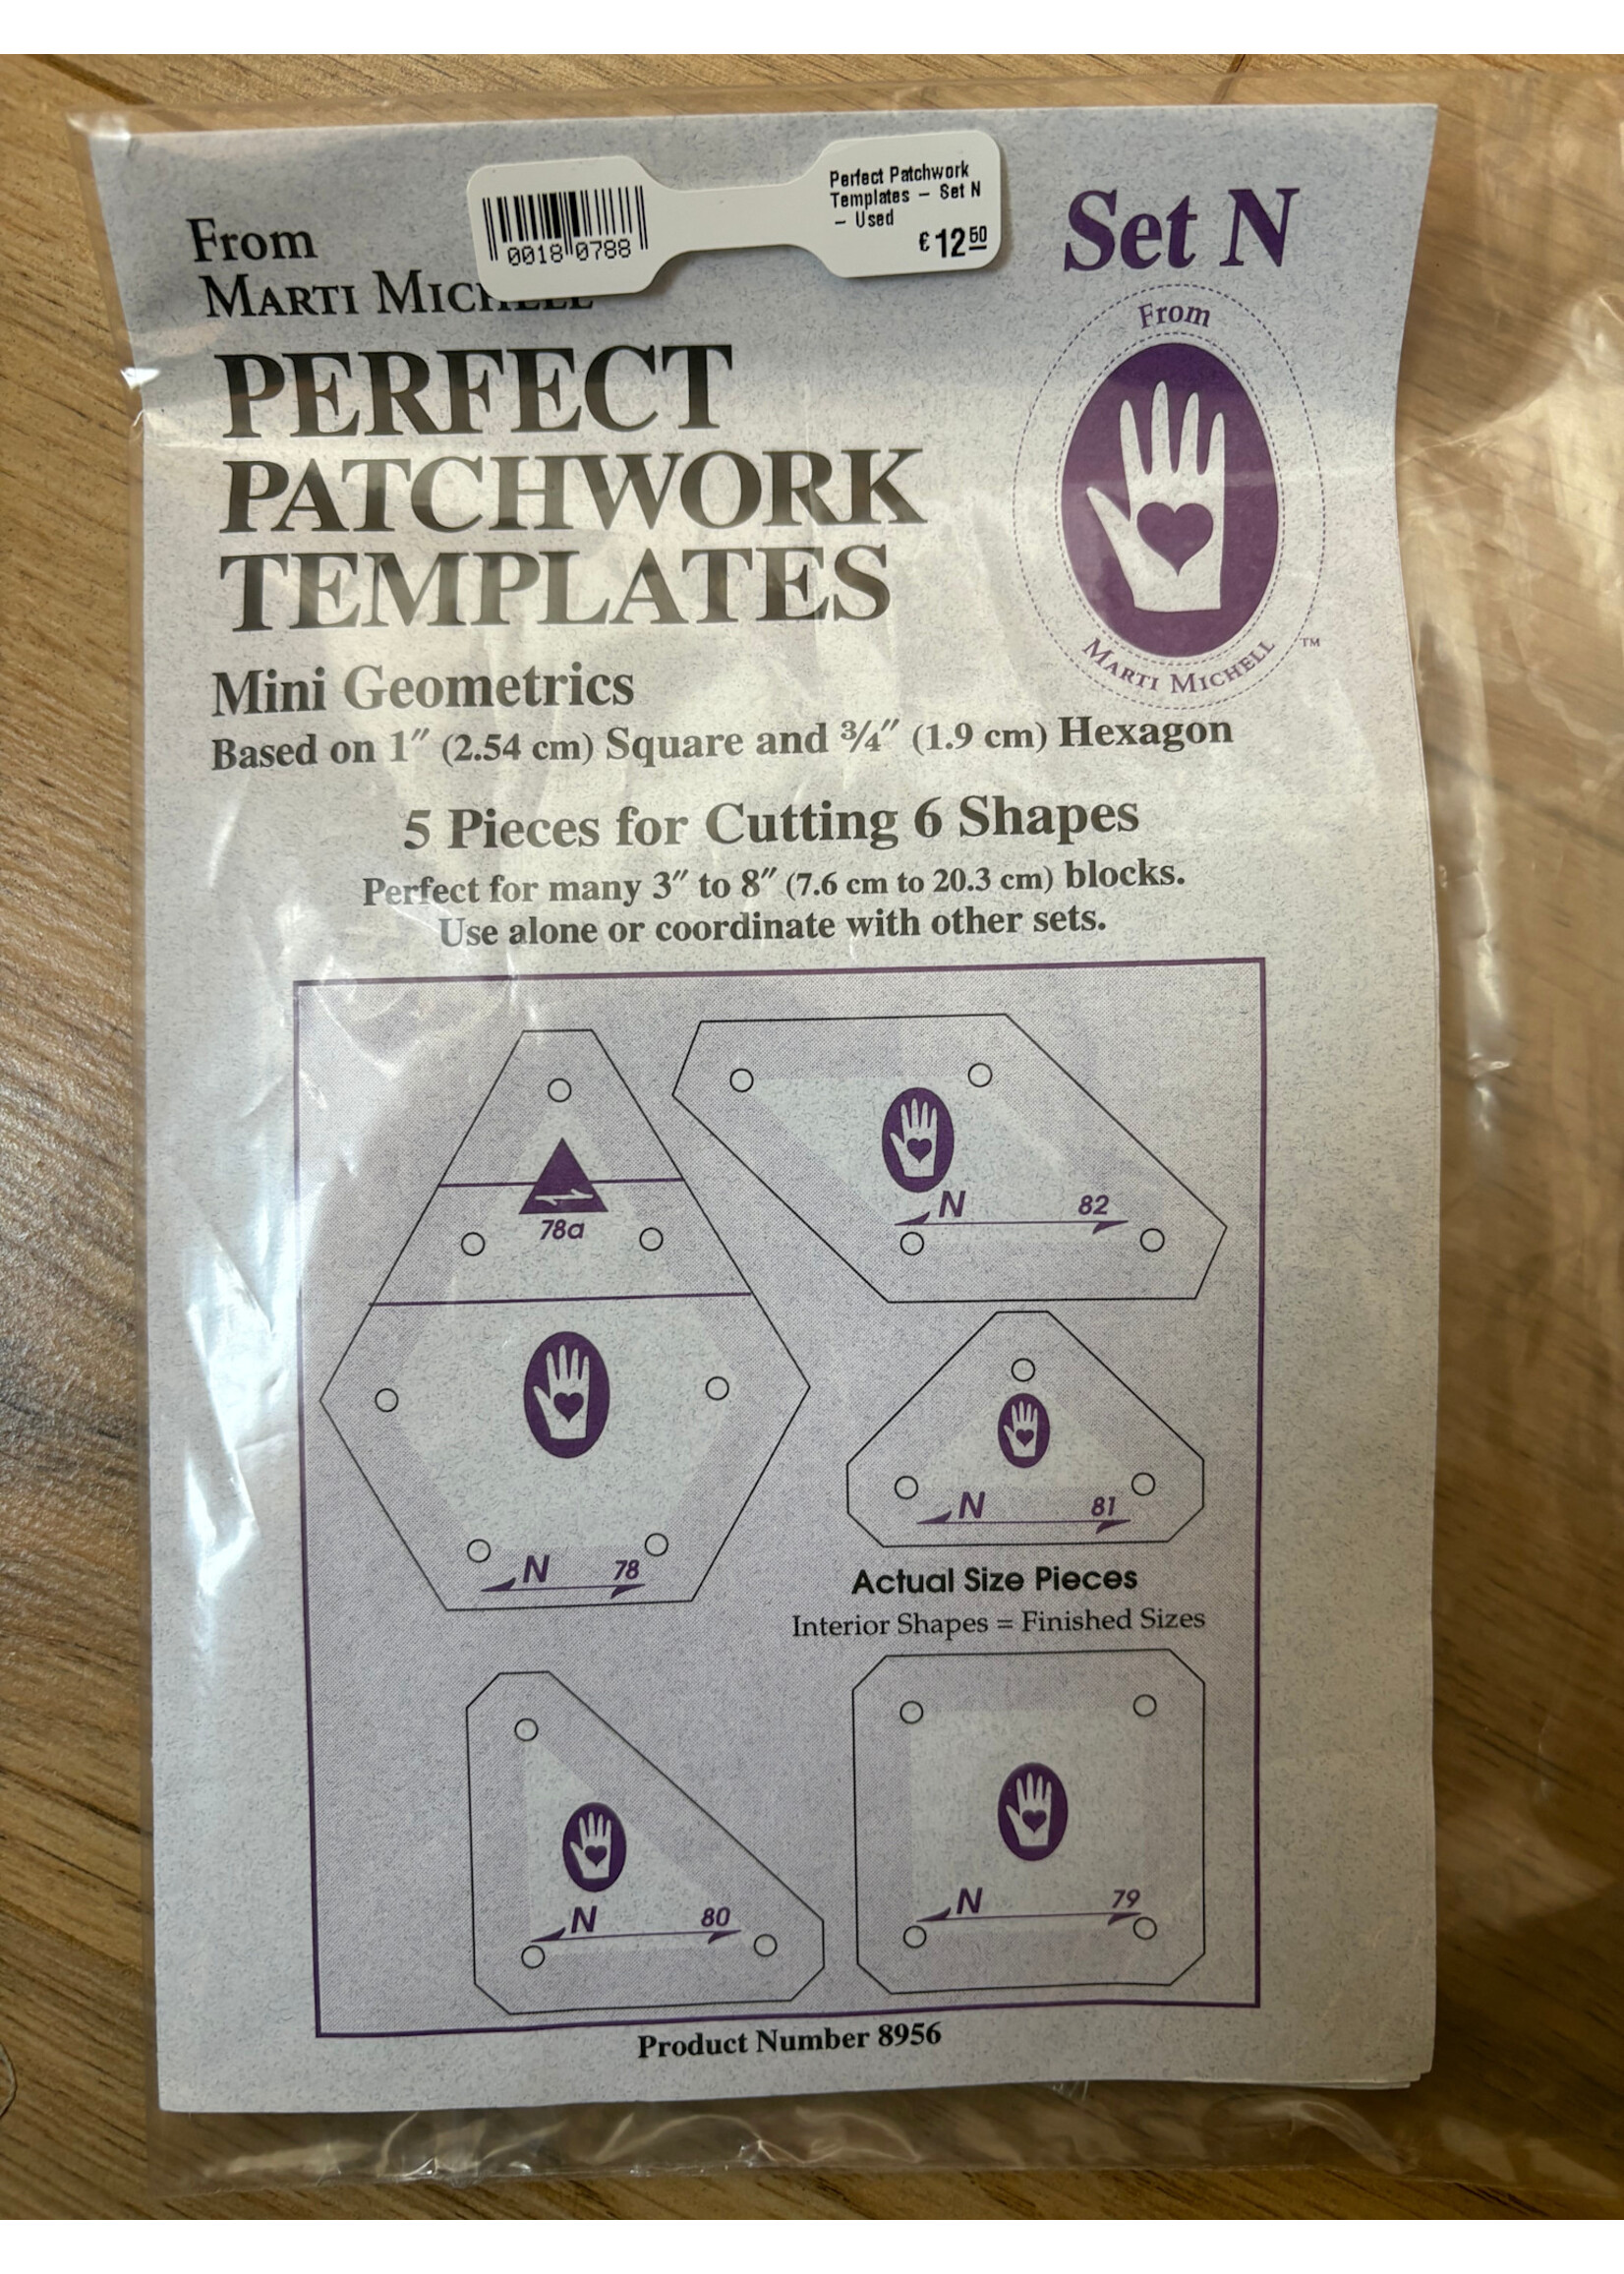 Perfect Patchwork
Templates – Set N
– Used
€ 12 50
0018 0788
Set N
From
MARTI
PERFECT
PATCHWORK
TEMPLATES
From
MARTI MICHELL
™
Mini Geometrics
Based on 1″ (2.54 cm) Square and ¾″ (1.9 cm) Hexagon
5 Pieces for Cutting 6 Shapes
Perfect for many 3″ to 8″ (7.6 cm to 20.3 cm) blocks.
Use alone or coordinate with other sets.
78a
N 82
N 78
N 81
Actual Size Pieces
Interior Shapes = Finished Sizes
N 80
N 79
Product Number 8956